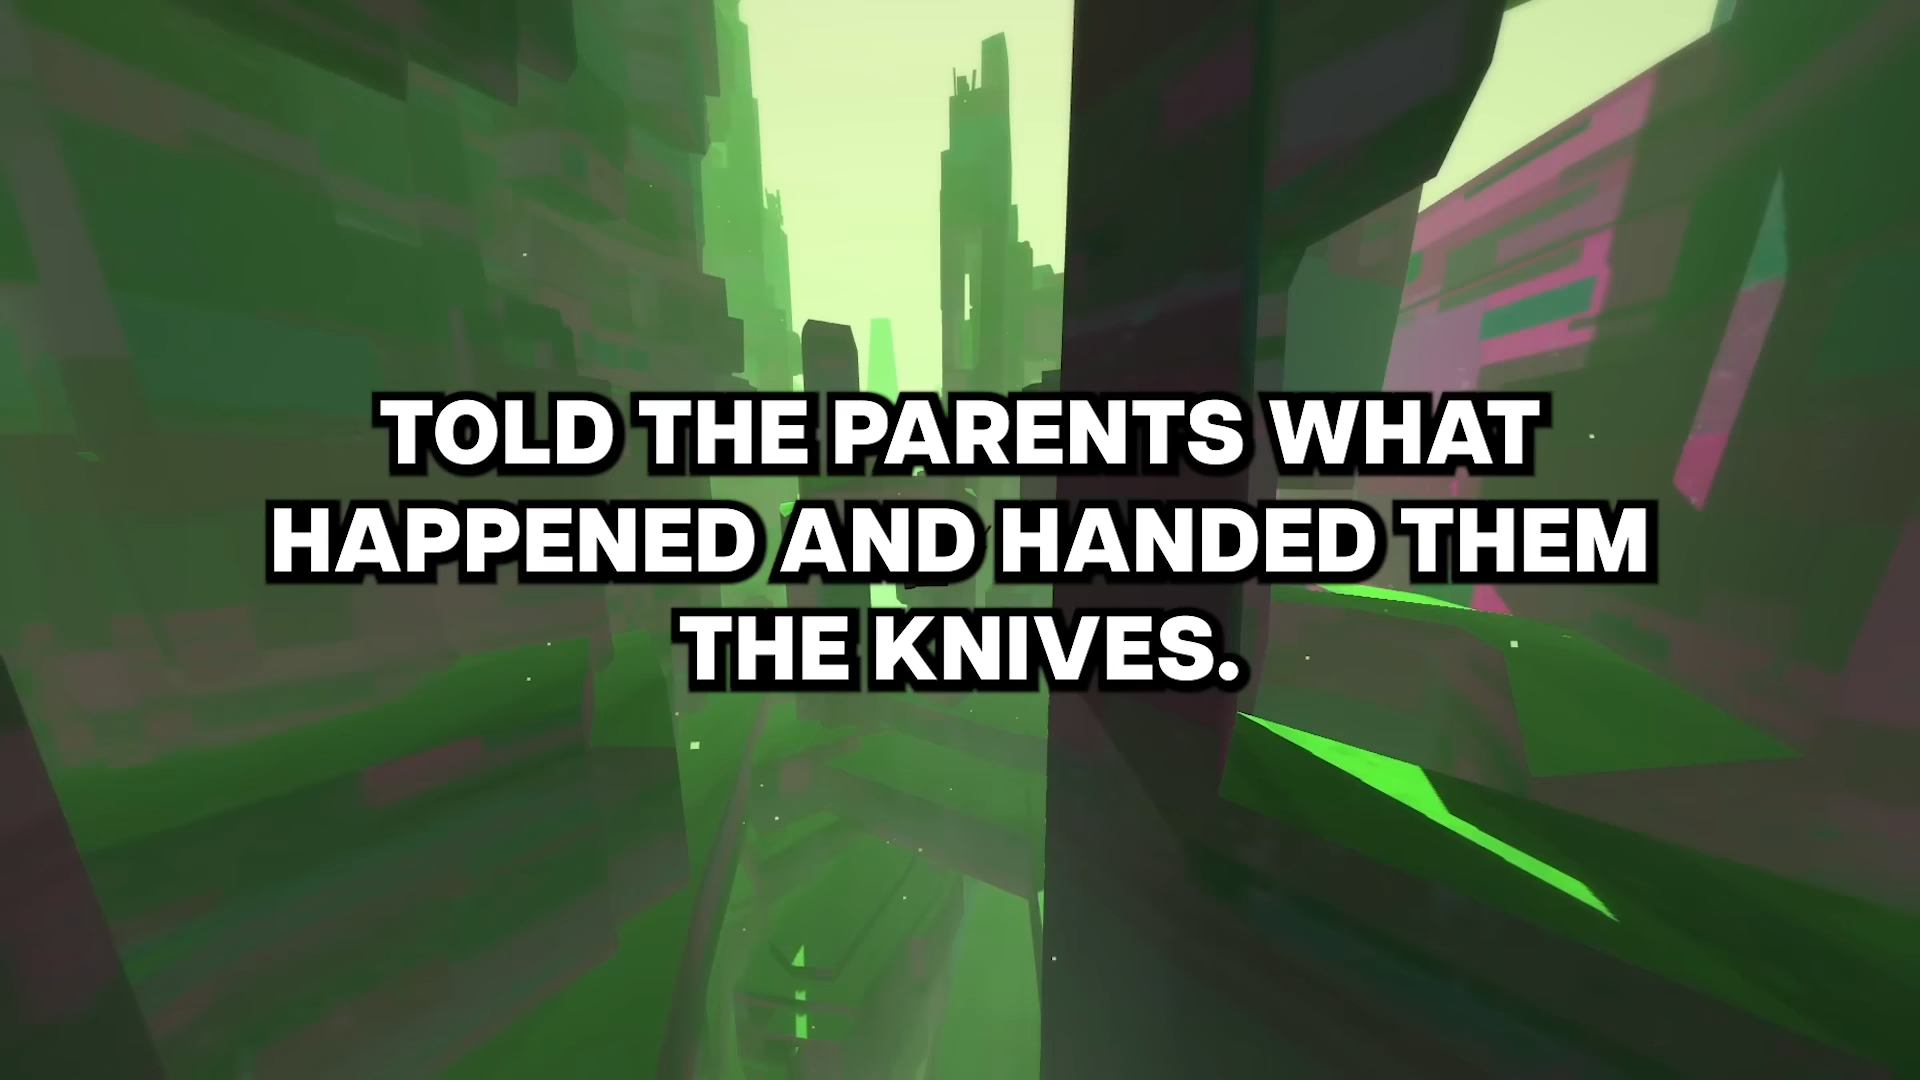 TOLD THE PARENTS WHAT
HAPPENED AND HANDED THEM
THE KNIVES.